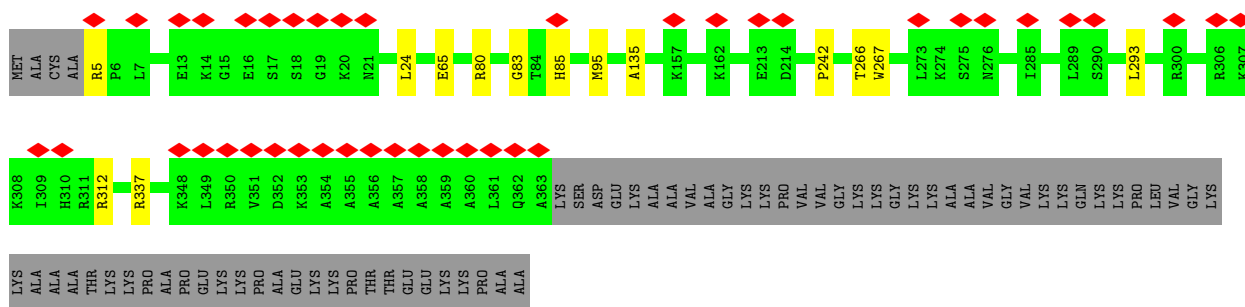 MET ALA CYS ALA R5 P6 L7 E13 K14 G15 E16 S17 S18 G19 K20 N21 L24 E65 R80 G83 T84 H85 M95 A135 K157 K162 E213 D214 P242 T266 W267 L273 K274 S275 N276 I285 L289 S290 L293 R300 R306 K307
K308 I309 H310 R311 R312 R337 K348 L349 R350 V351 D352 K353 A354 A355 A356 A357 A358 A359 A360 L361 Q362 A363 LYS SER ASP GLU LYS ALA ALA VAL ALA GLY LYS LYS PRO VAL VAL GLY LYS LYS GLY LYS LYS ALA ALA VAL GLY VAL LYS LYS GLN LYS LYS PRO LEU VAL GLY LYS
LYS ALA ALA ALA THR LYS LYS PRO ALA PRO GLU LYS LYS PRO ALA GLU LYS LYS PRO THR THR GLU GLU LYS LYS PRO ALA ALA